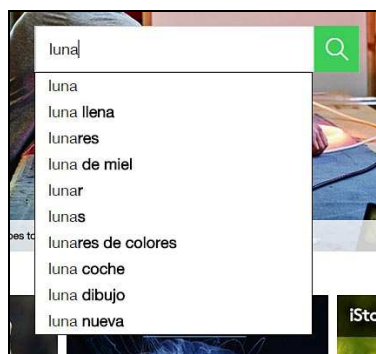 luna
luna
luna llena
lunares
luna de miel
lunar
lunas
lunares de colores
luna coche
luna dibujo
luna nueva